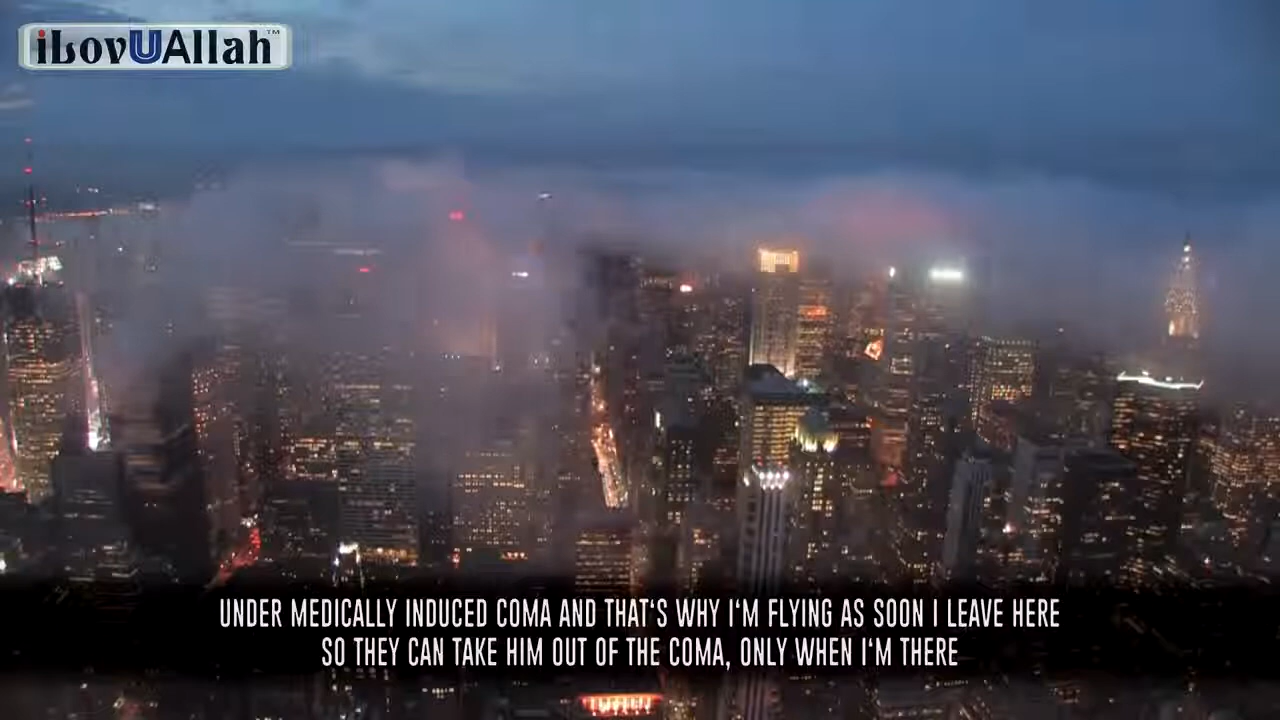 iLovUAllah™
UNDER MEDICALLY INDUCED COMA AND THAT'S WHY I'M FLYING AS SOON I LEAVE HERE
SO THEY CAN TAKE HIM OUT OF THE COMA, ONLY WHEN I'M THERE